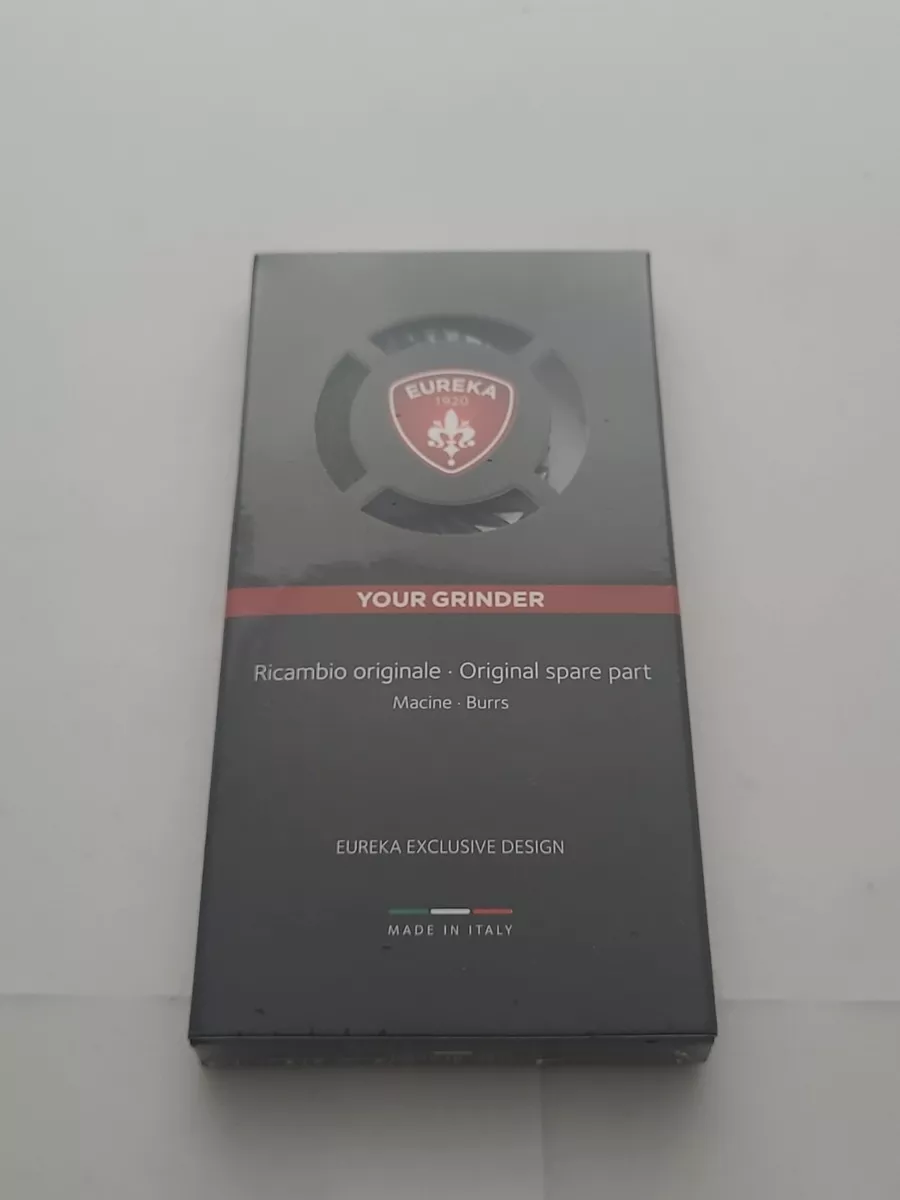 EUREKA
1920
YOUR GRINDER
Ricambio originale · Original spare part
Macine · Burrs
EUREKA EXCLUSIVE DESIGN
MADE IN ITALY